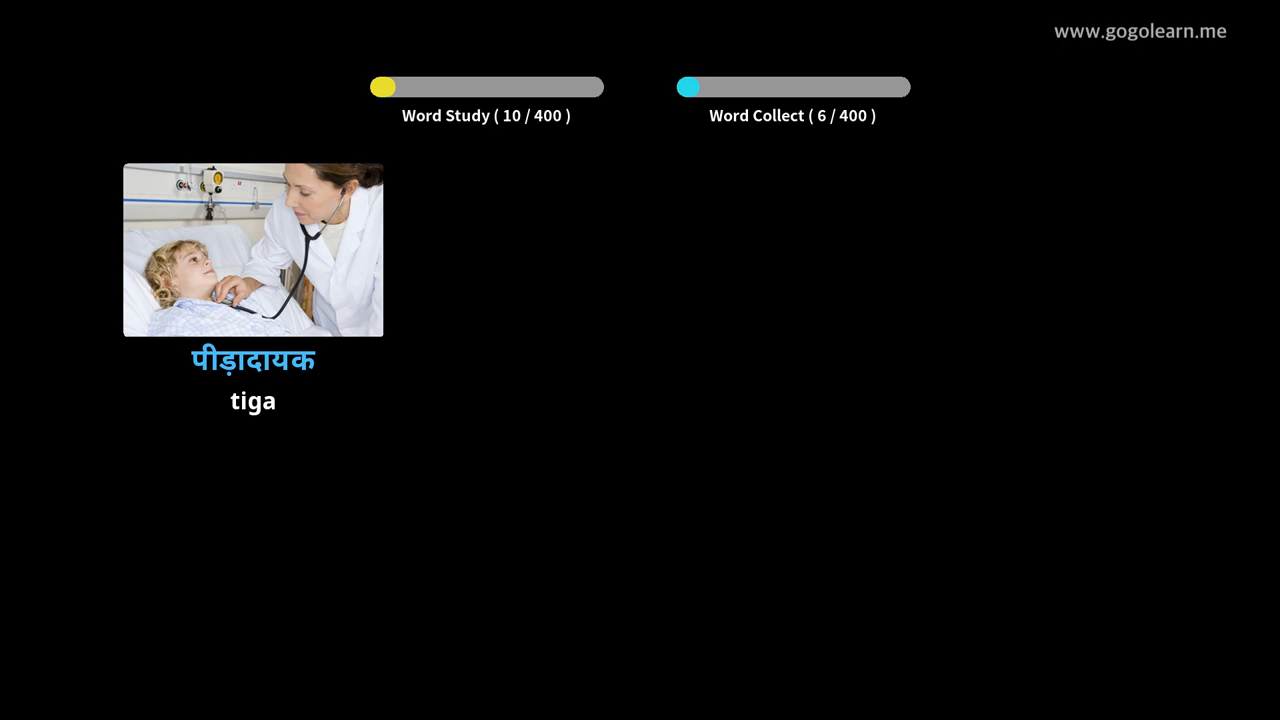 www.gogolearn.me
Word Study ( 10 / 400 )
Word Collect ( 6 / 400 )
पीड़ादायक
tiga